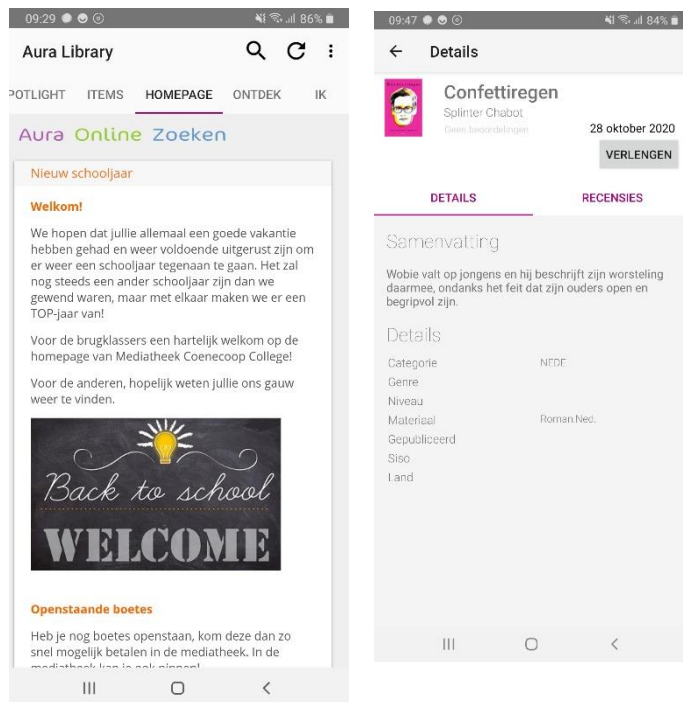 09:29
86%
Aura Library
POTLIGHT ITEMS HOMEPAGE ONTDEK IK
Aura Online Zoeken
Nieuw schooljaar
Welkom!
We hopen dat jullie allemaal een goede vakantie
hebben gehad en weer voldoende uitgerust zijn om
er weer een schooljaar tegenaan te gaan. Het zal
nog steeds een ander schooljaar zijn dan we
gewend waren, maar met elkaar maken we er een
TOP-jaar van!
Voor de brugklassers een hartelijk welkom op de
homepage van Mediatheek Coenecoop College!
Voor de anderen, hopelijk weten jullie ons gauw
weer te vinden.
Back to school
WELCOME
Openstaande boetes
Heb je nog boetes openstaan, kom deze dan zo
snel mogelijk betalen in de mediatheek. In de
mediatheek kan je ook pinnen!
09:47
84%
Details
Confettiregen
Splinter Chabot
Geen beoordelingen
28 oktober 2020
VERLENGEN
DETAILS RECENSIES
Samenvatting
Wobie valt op jongens en hij beschrijft zijn worsteling
daarmee, ondanks het feit dat zijn ouders open en
begripvol zijn.
Details
Categorie NEDE
Genre
Niveau
Materiaal Roman.Ned.
Gepubliceerd
Siso
Land